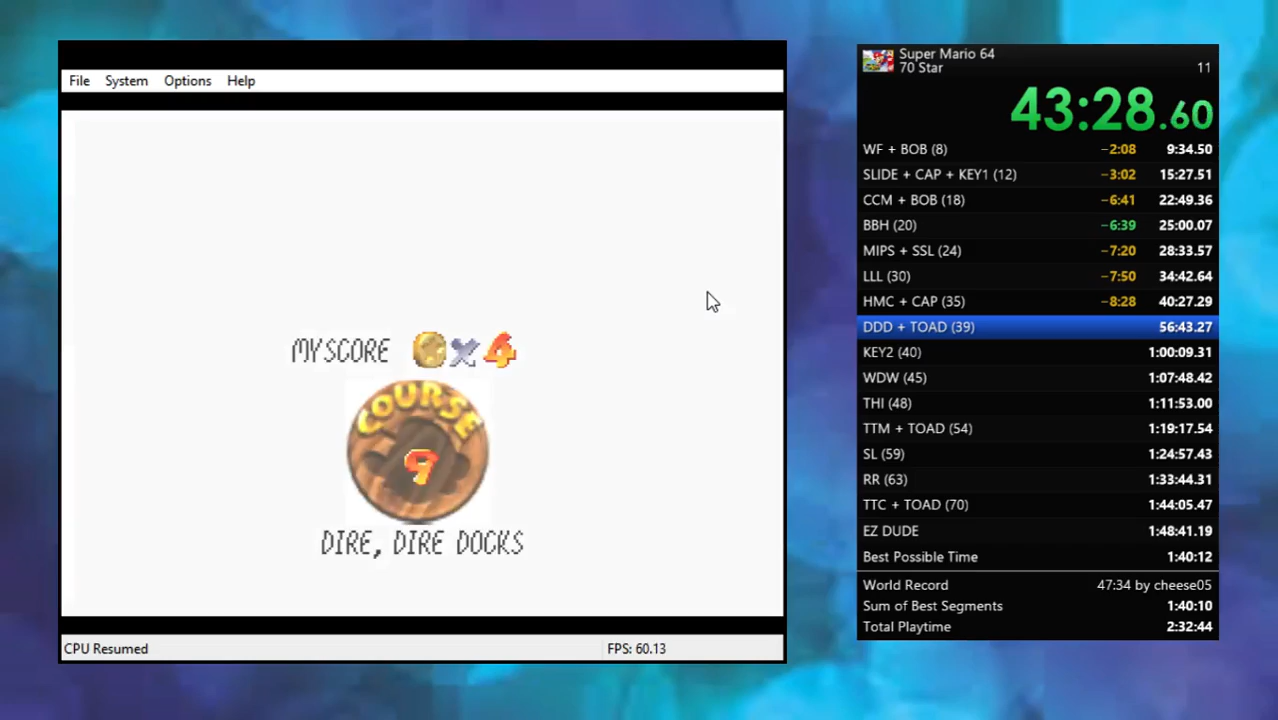 File System Options Help
MY SCORE × 4
COURSE
9
DIRE, DIRE DOCKS
CPU Resumed FPS: 60.13
Super Mario 64
70 Star 11
43:28.60
WF + BOB (8) −2:08 9:34.50
SLIDE + CAP + KEY1 (12) −3:02 15:27.51
CCM + BOB (18) −6:41 22:49.36
BBH (20) −6:39 25:00.07
MIPS + SSL (24) −7:20 28:33.57
LLL (30) −7:50 34:42.64
HMC + CAP (35) −8:28 40:27.29
DDD + TOAD (39) 56:43.27
KEY2 (40) 1:00:09.31
WDW (45) 1:07:48.42
THI (48) 1:11:53.00
TTM + TOAD (54) 1:19:17.54
SL (59) 1:24:57.43
RR (63) 1:33:44.31
TTC + TOAD (70) 1:44:05.47
EZ DUDE 1:48:41.19
Best Possible Time 1:40:12
World Record 47:34 by cheese05
Sum of Best Segments 1:40:10
Total Playtime 2:32:44